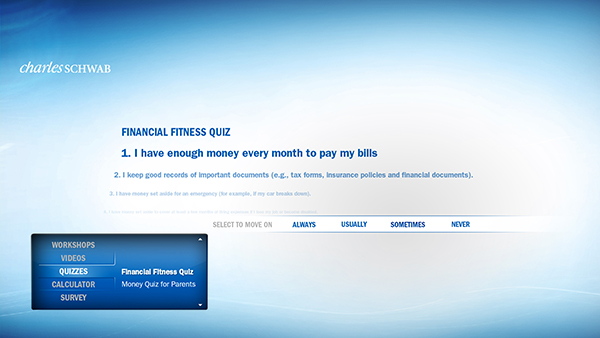 charles SCHWAB
FINANCIAL FITNESS QUIZ
1. I have enough money every month to pay my bills
2. I keep good records of important documents (e.g., tax forms, insurance policies and financial documents).
3. I have money set aside for an emergency (for example, if my car breaks down).
SELECT TO MOVE ON ALWAYS USUALLY SOMETIMES NEVER
WORKSHOPS
VIDEOS
QUIZZES Financial Fitness Quiz
CALCULATOR Money Quiz for Parents
SURVEY